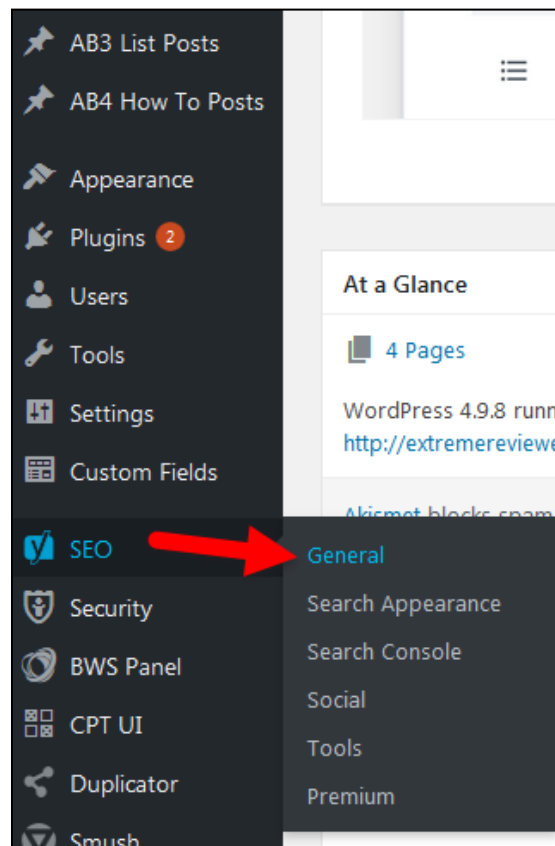 AB3 List Posts
AB4 How To Posts
Appearance
Plugins 2
Users
Tools
Settings
Custom Fields
SEO
Security
BWS Panel
CPT UI
Duplicator
Smush
General
Search Appearance
Search Console
Social
Tools
Premium
At a Glance
4 Pages
WordPress 4.9.8 runn
http://extremereviewe
Akismet blocks spam